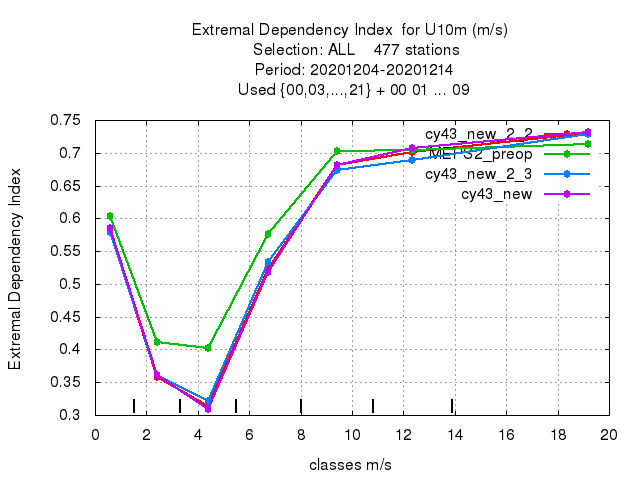 Extremal Dependency Index for U10m (m/s)
Selection: ALL 477 stations
Period: 20201204-20201214
Used {00,03,...,21} + 00 01 ... 09
0.75
0.7
0.65
0.6
0.55
0.5
0.45
0.4
0.35
0.3
Extremal Dependency Index
cy43_new_2_2
MEPS2_preop
cy43_new_2_3
cy43_new
0 2 4 6 8 10 12 14 16 18 20
classes m/s